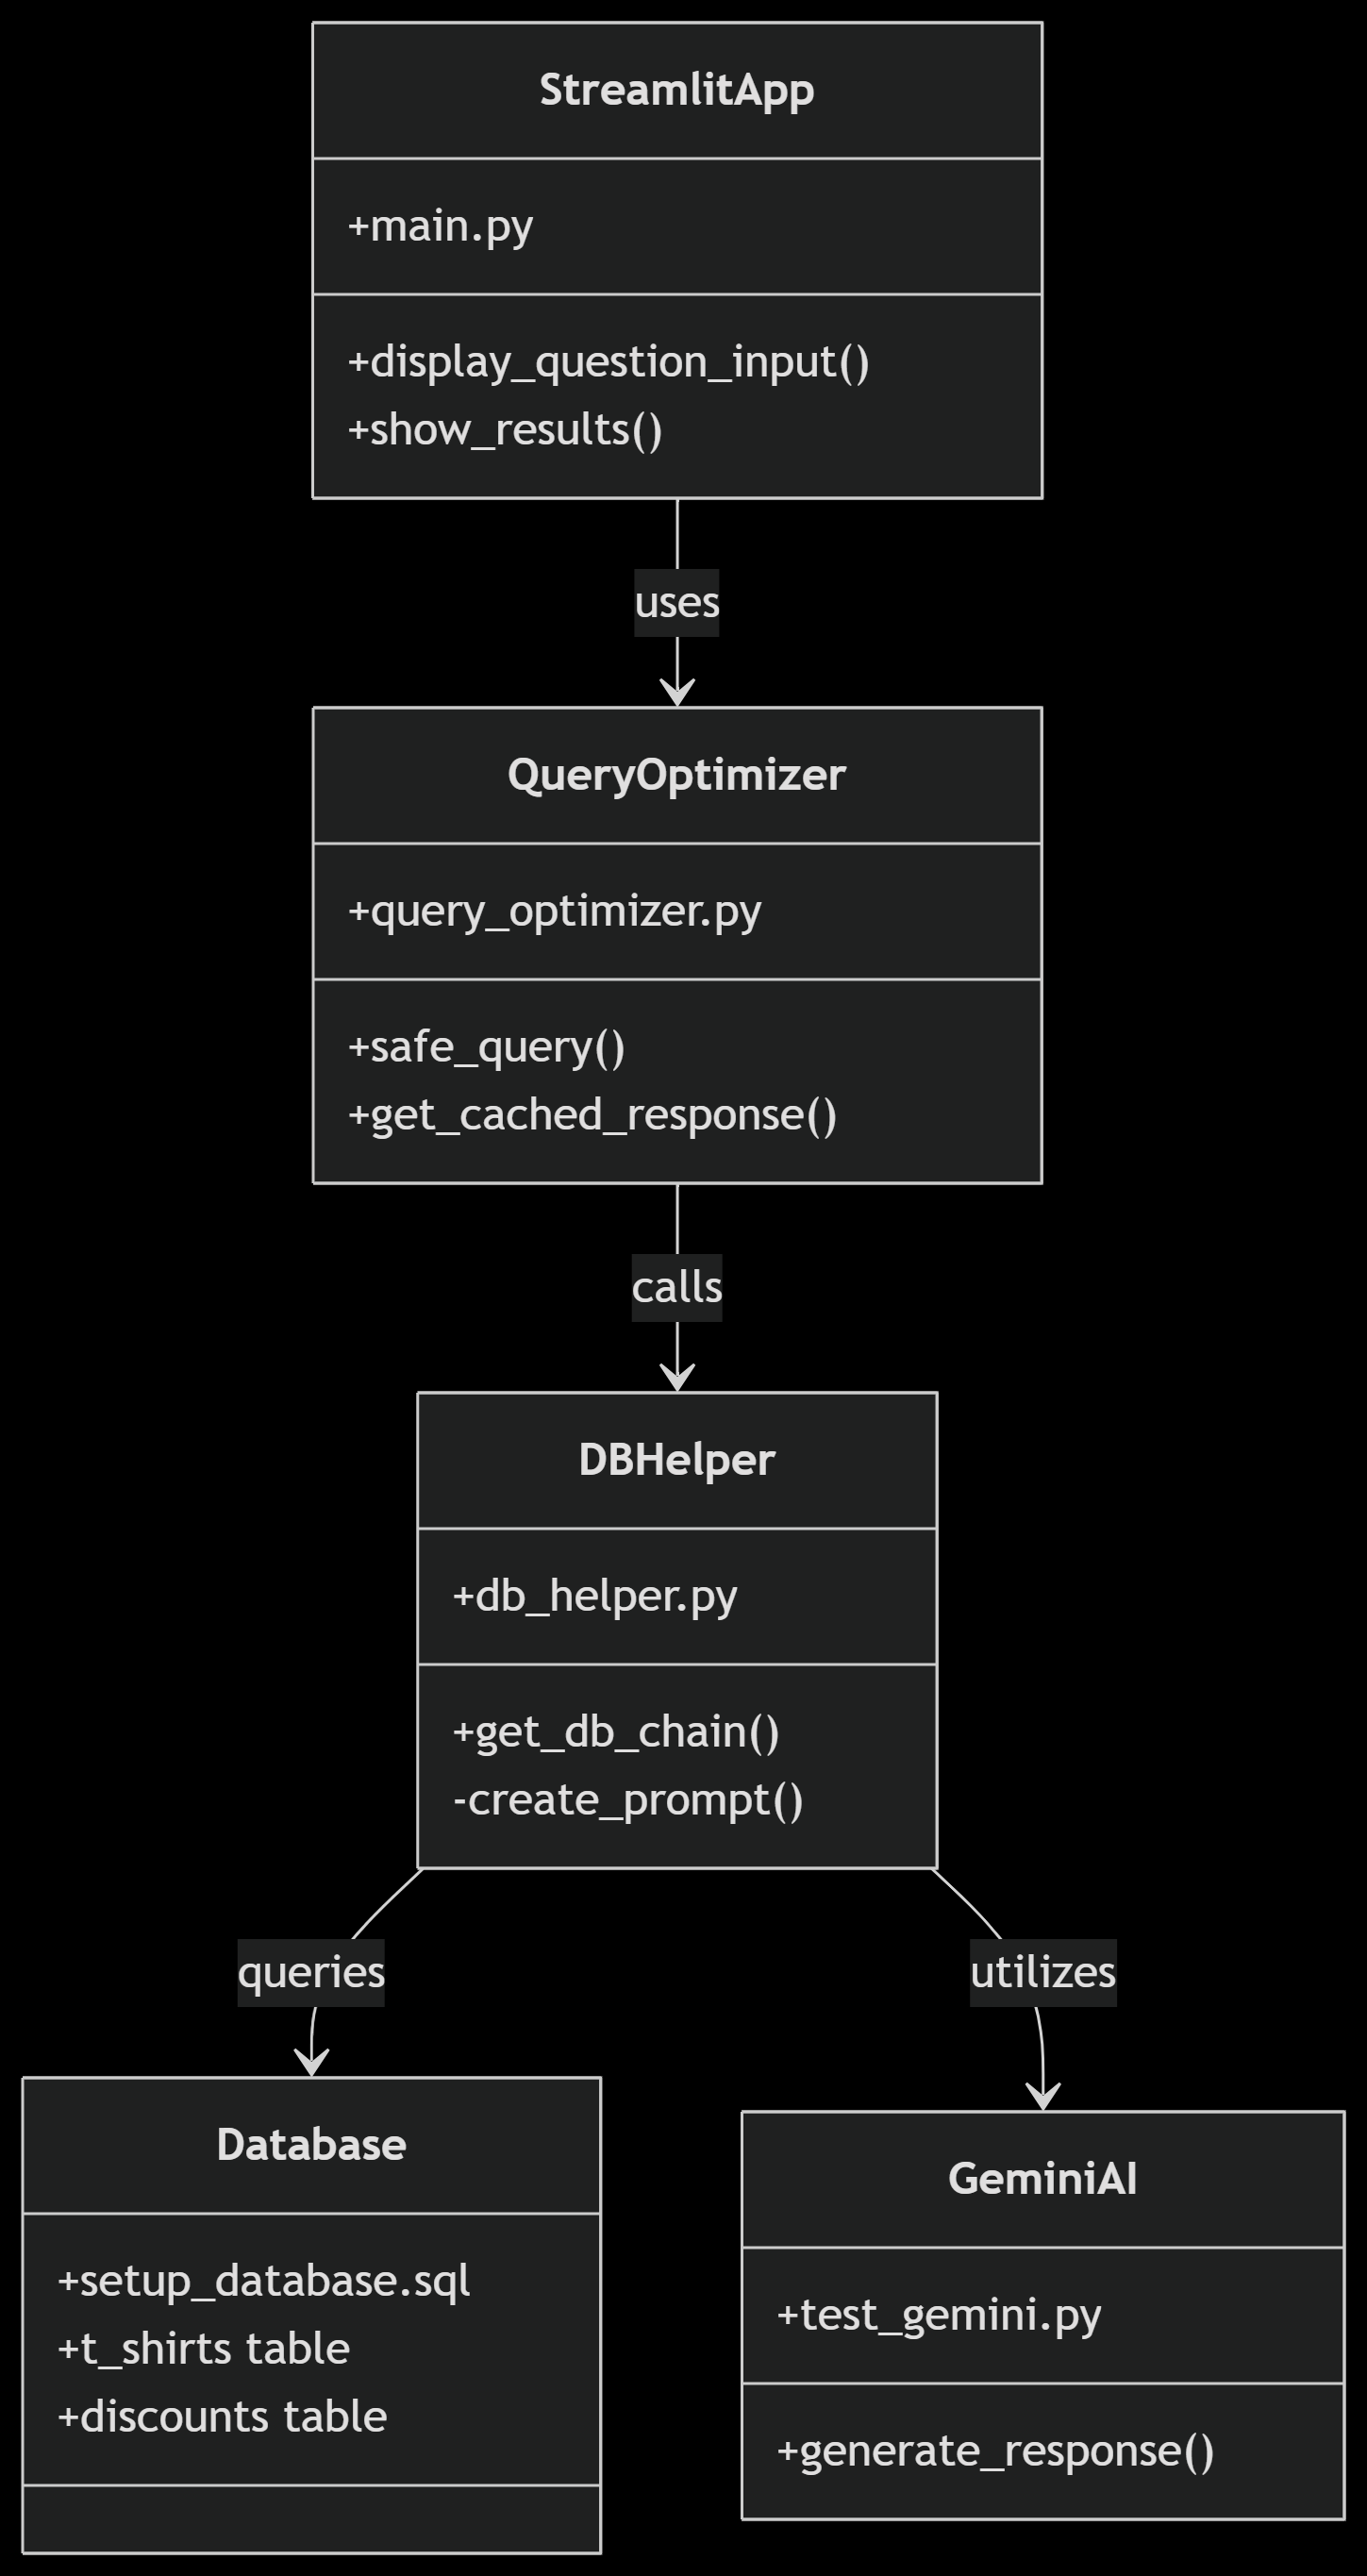 StreamlitApp
+main.py
+display_question_input()
+show_results()
uses
QueryOptimizer
+query_optimizer.py
+safe_query()
+get_cached_response()
calls
DBHelper
+db_helper.py
+get_db_chain()
-create_prompt()
queries
utilizes
Database
+setup_database.sql
+t_shirts table
+discounts table
GeminiAI
+test_gemini.py
+generate_response()